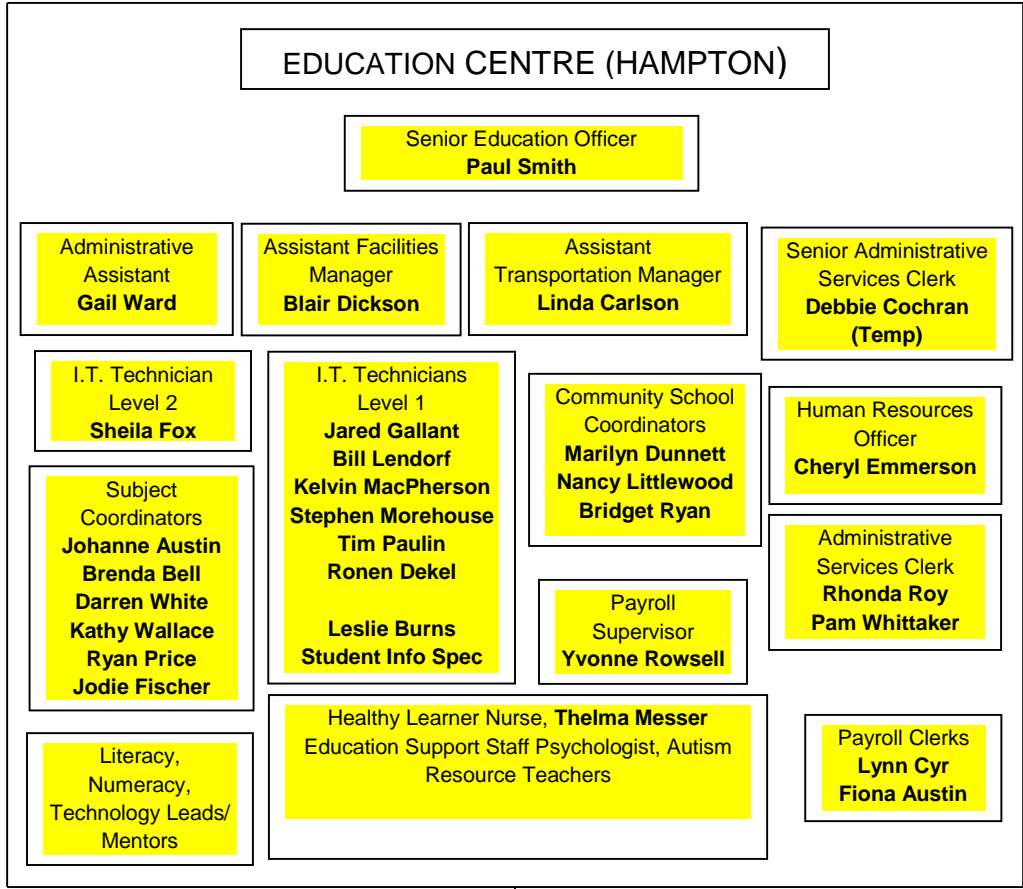 EDUCATION CENTRE (HAMPTON)
Senior Education Officer
Paul Smith
Administrative
Assistant
Gail Ward
Assistant Facilities
Manager
Blair Dickson
Assistant
Transportation Manager
Linda Carlson
Senior Administrative
Services Clerk
Debbie Cochran
(Temp)
I.T. Technician
Level 2
Sheila Fox
I.T. Technicians
Level 1
Jared Gallant
Bill Lendorf
Kelvin MacPherson
Stephen Morehouse
Tim Paulin
Ronen Dekel
Leslie Burns
Student Info Spec
Community School
Coordinators
Marilyn Dunnett
Nancy Littlewood
Bridget Ryan
Human Resources
Officer
Cheryl Emmerson
Subject
Coordinators
Johanne Austin
Brenda Bell
Darren White
Kathy Wallace
Ryan Price
Jodie Fischer
Administrative
Services Clerk
Rhonda Roy
Pam Whittaker
Payroll
Supervisor
Yvonne Rowsell
Healthy Learner Nurse, Thelma Messer
Education Support Staff Psychologist, Autism
Resource Teachers
Payroll Clerks
Lynn Cyr
Fiona Austin
Literacy,
Numeracy,
Technology Leads/
Mentors